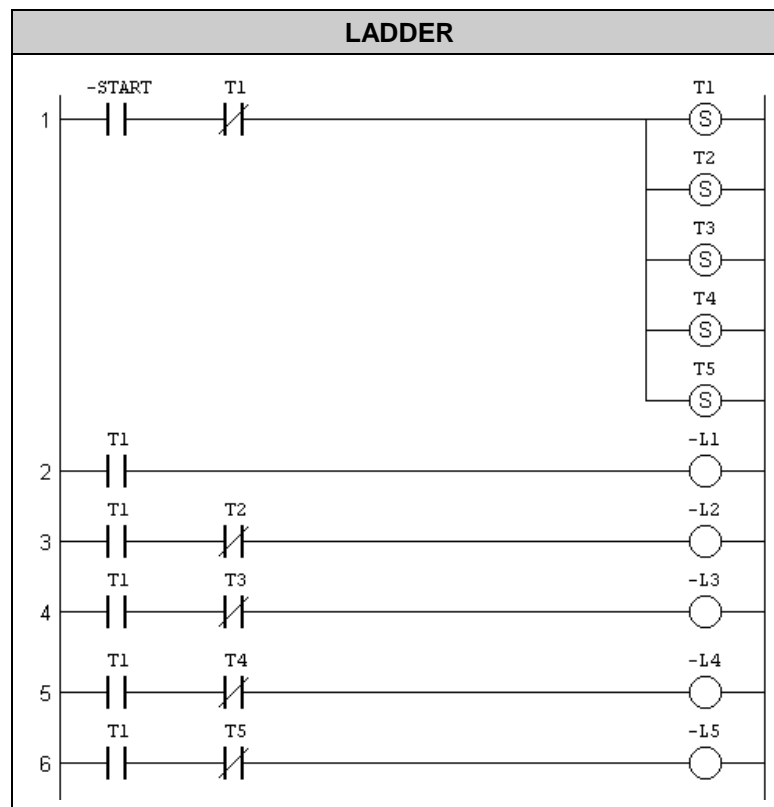 LADDER
-START T1 T1
1 S
T2
S
T3
S
T4
S
T5
S
T1 -L1
2
T1 T2 -L2
3
T1 T3 -L3
4
T1 T4 -L4
5
T1 T5 -L5
6